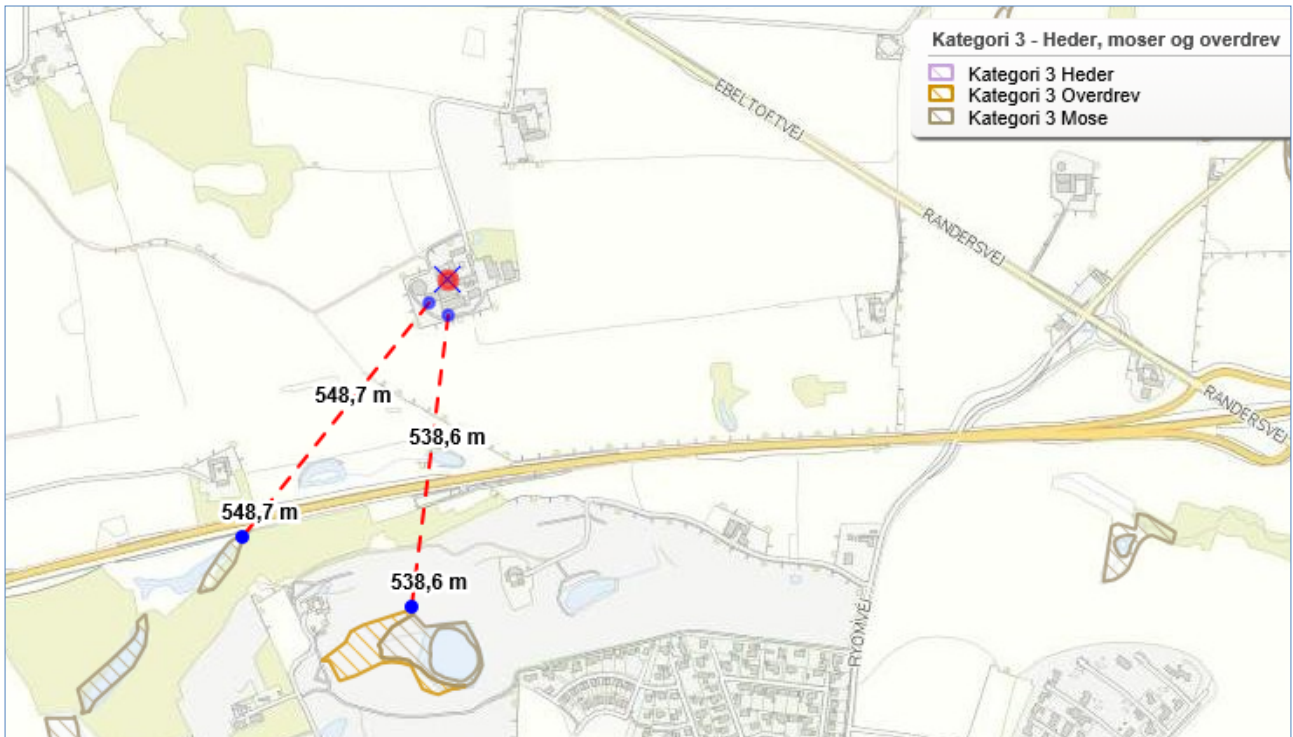 Kategori 3 - Heder, moser og overdrev
Kategori 3 Heder
Kategori 3 Overdrev
Kategori 3 Mose
EBELTOFTVEJ
RANDERSVEJ
RANDERSVEJ
548,7 m
538,6 m
548,7 m
538,6 m
RYOMVEJ